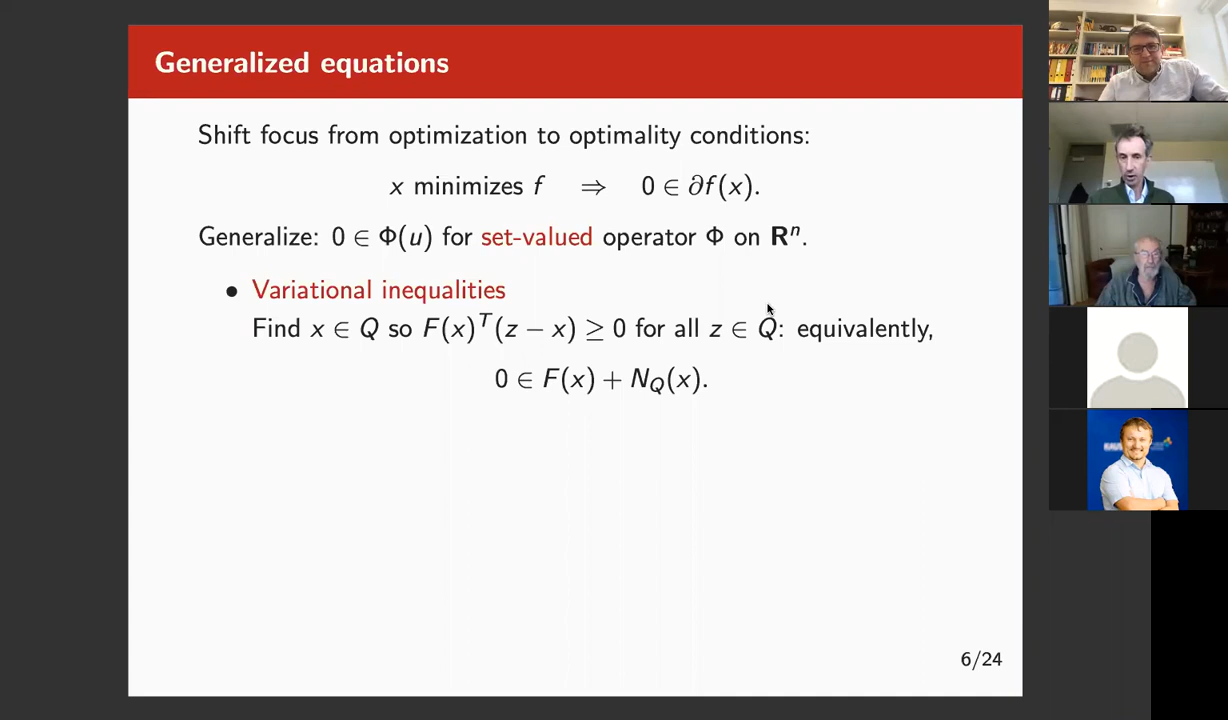 Generalized equations
Shift focus from optimization to optimality conditions:
x minimizes f ⇒ 0 ∈ ∂f(x).
Generalize: 0 ∈ Φ(u) for set-valued operator Φ on Rⁿ.
• Variational inequalities
Find x ∈ Q so F(x)ᵀ(z − x) ≥ 0 for all z ∈ Q: equivalently,
0 ∈ F(x) + N_Q(x).
6/24